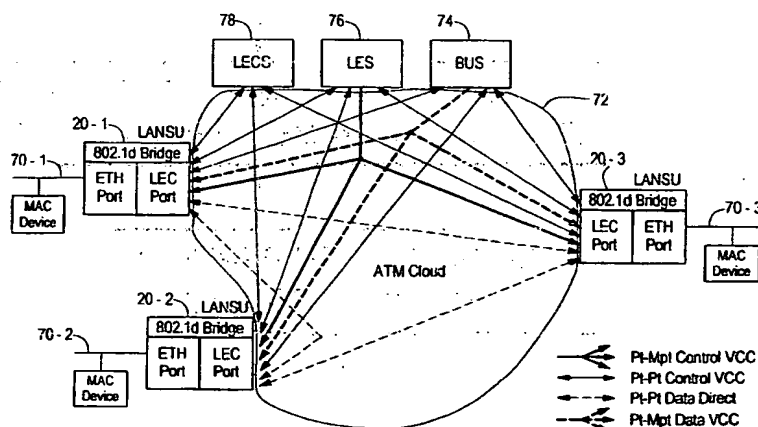 78
76
74
LECS
LES
BUS
72
20 - 1
LANSU
70 - 1
802.1d Bridge
ETH Port
LEC Port
MAC Device
20 - 3
LANSU
802.1d Bridge
70 - 3
LEC Port
ETH Port
MAC Device
ATM Cloud
20 - 2
LANSU
70 - 2
802.1d Bridge
ETH Port
LEC Port
MAC Device
Pt-Mpt Control VCC
Pt-Pt Control VCC
Pt-Pt Data Direct
Pt-Mpt Data VCC